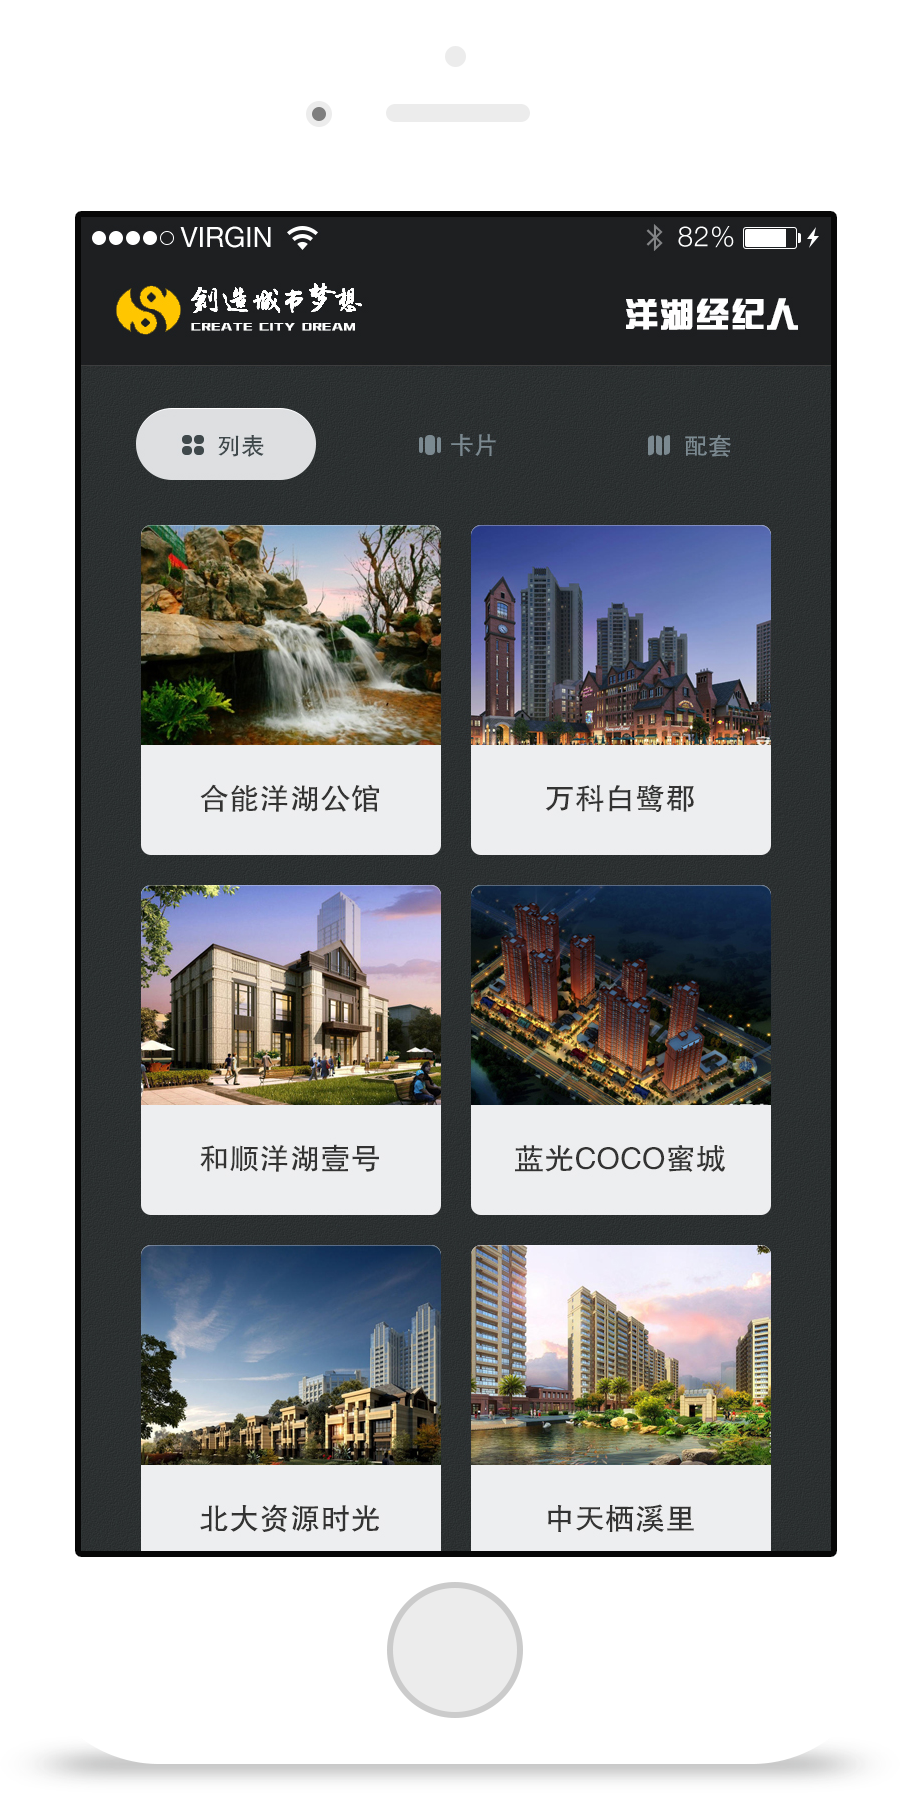 VIRGIN
82%
創造城市梦想
CREATE CITY DREAM
洋湖经纪人
列表
卡片
配套
合能洋湖公馆
万科白鹭郡
和顺洋湖壹号
蓝光COCO蜜城
北大资源时光
中天栖溪里